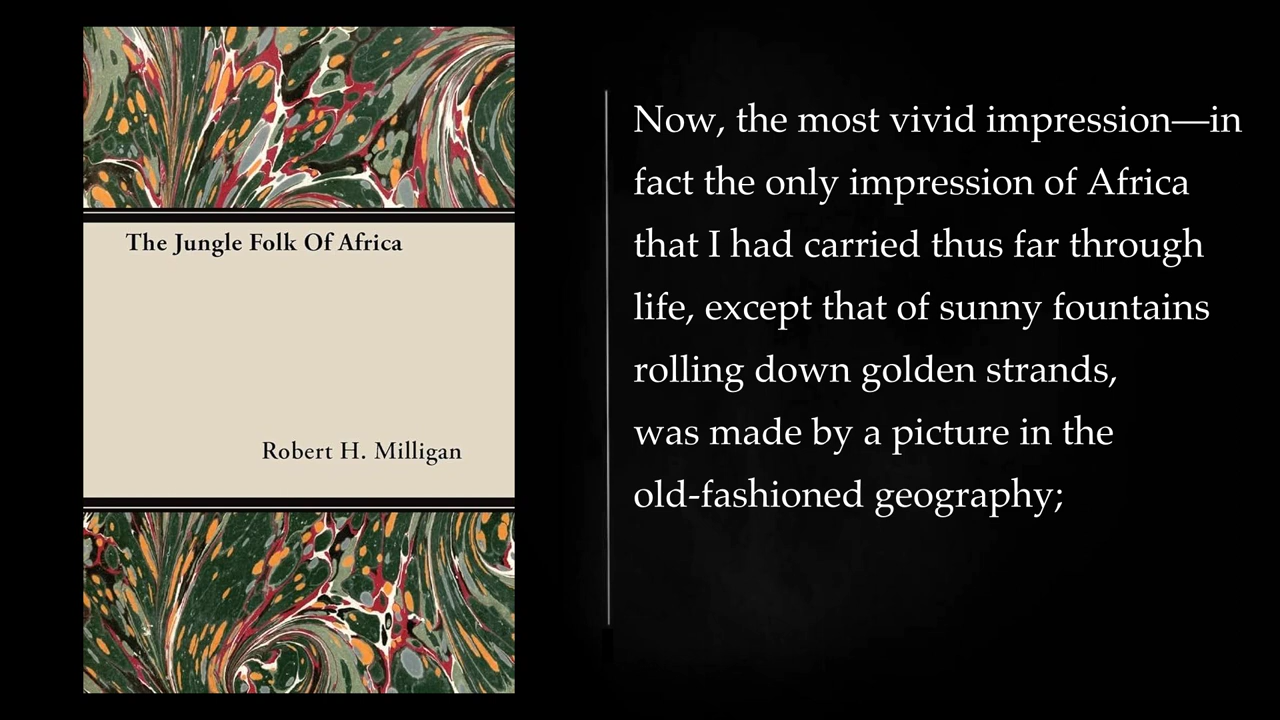 The Jungle Folk Of Africa
Robert H. Milligan
Now, the most vivid impression—in
fact the only impression of Africa
that I had carried thus far through
life, except that of sunny fountains
rolling down golden strands,
was made by a picture in the
old-fashioned geography;